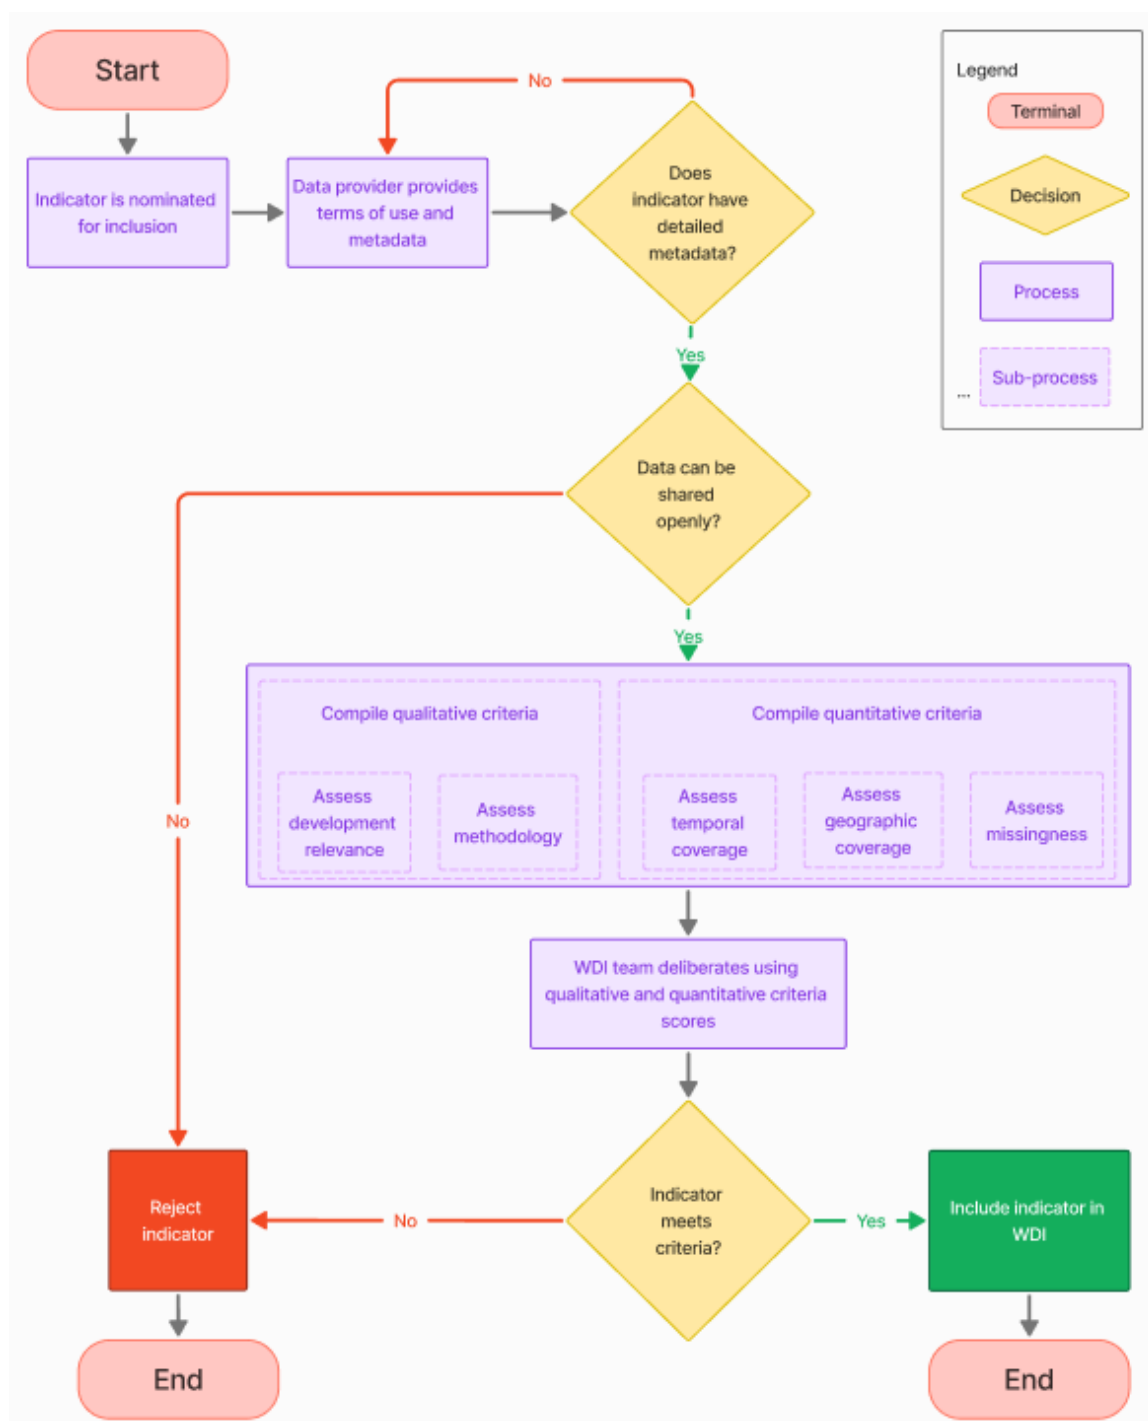 Start
No
Legend
Terminal
Indicator is nominated
for inclusion
Data provider provides
terms of use and
metadata
Does
indicator have
detailed
metadata?
Decision
Process
Yes
Sub-process
...
Data can be
shared
openly?
Yes
Compile qualitative criteria
Compile quantitative criteria
Assess
development
relevance
Assess
methodology
Assess
temporal
coverage
Assess
geographic
coverage
Assess
missingness
No
WDI team deliberates using
qualitative and quantitative criteria
scores
Reject
indicator
No
Indicator
meets
criteria?
Yes
Include indicator in
WDI
End
End